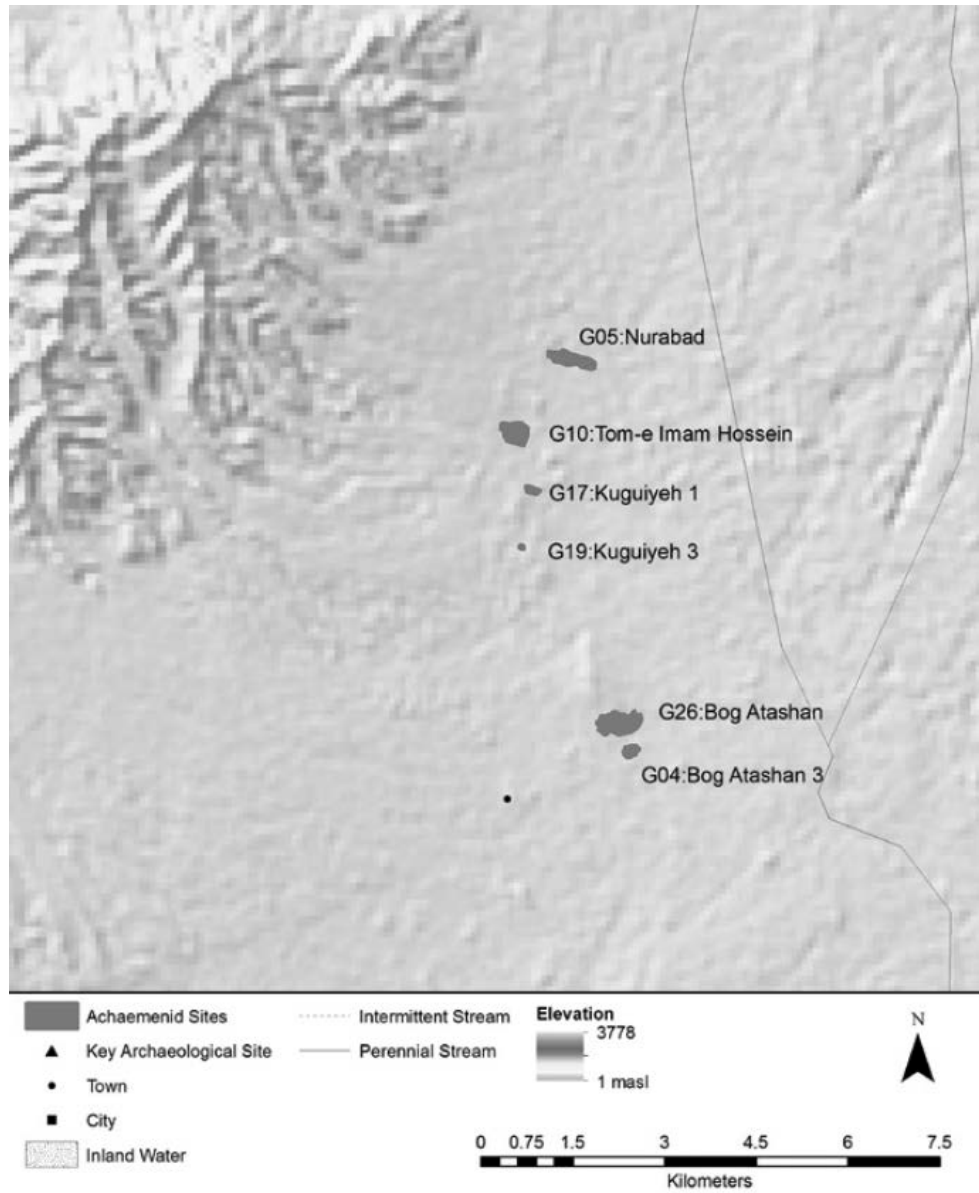 G05:Nurabad
G10:Tom-e Imam Hossein
G17:Kuguiyeh 1
G19:Kuguiyeh 3
G26:Bog Atashan
G04:Bog Atashan 3
Achaemenid Sites
Key Archaeological Site
Town
City
Inland Water
Intermittent Stream
Perennial Stream
Elevation
3778
1 masl
N
0 0.75 1.5 3 4.5 6 7.5
Kilometers